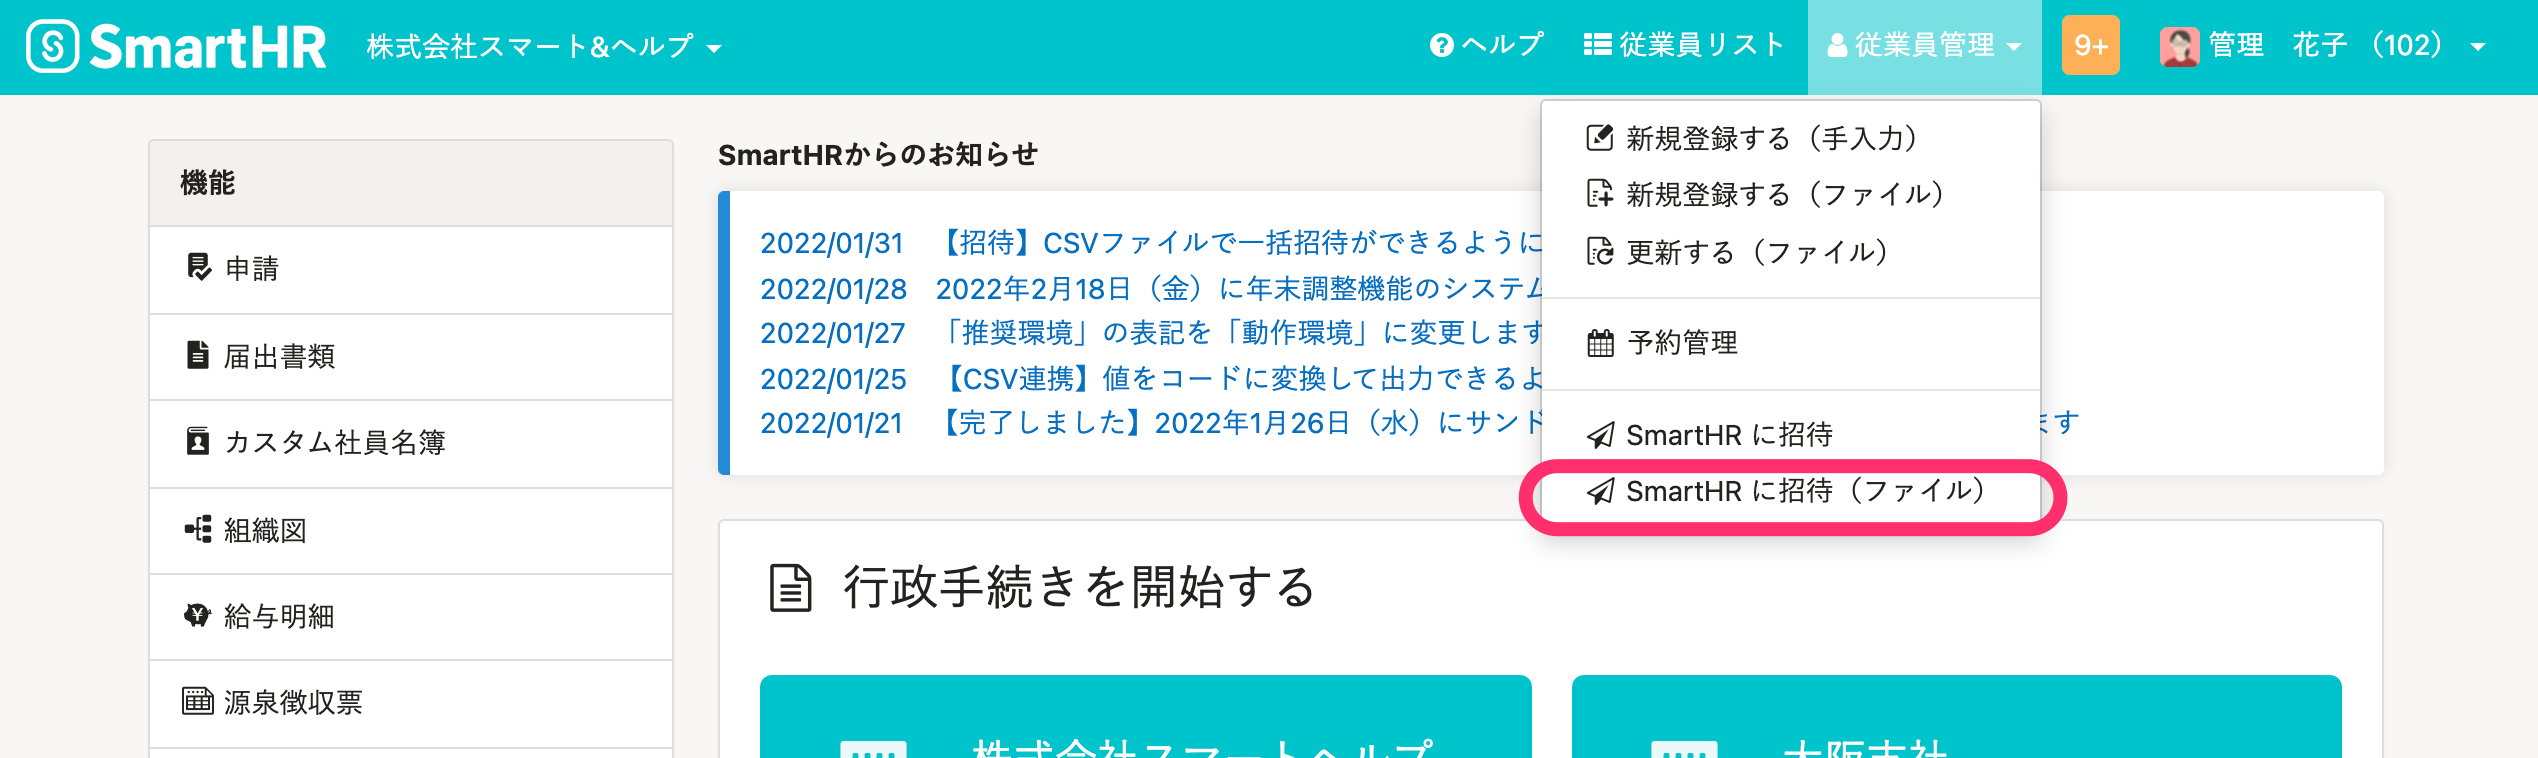 SmartHR
株式会社スマート&ヘルプ
ヘルプ
従業員リスト
従業員管理
9+
管理 花子 （102）
機能
申請
届出書類
カスタム社員名簿
組織図
給与明細
源泉徴収票
SmartHRからのお知らせ
2022/01/31 【招待】CSVファイルで一括招待ができるように
2022/01/28 2022年2月18日（金）に年末調整機能のシステム
2022/01/27 「推奨環境」の表記を「動作環境」に変更します
2022/01/25 【CSV連携】値をコードに変換して出力できるよ
2022/01/21 【完了しました】2022年1月26日（水）にサンド
ます
新規登録する（手入力）
新規登録する（ファイル）
更新する（ファイル）
予約管理
SmartHR に招待
SmartHR に招待（ファイル）
行政手続きを開始する
株式会社スマートヘルプ
大阪支社